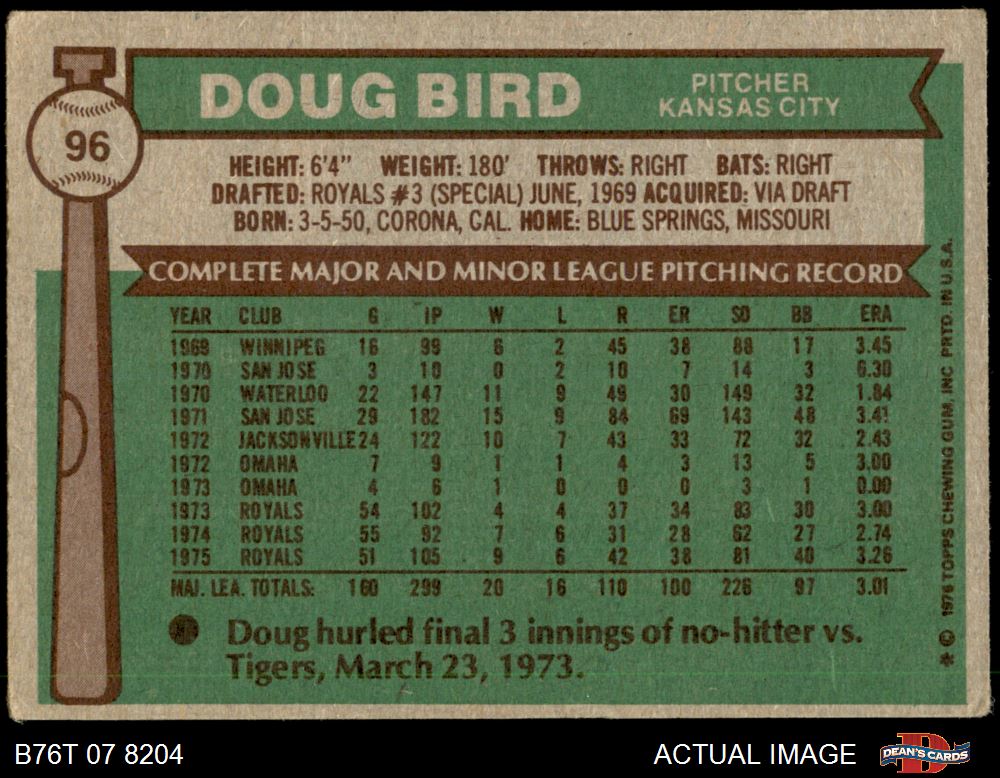 96
DOUG BIRD
PITCHER
KANSAS CITY
HEIGHT: 6'4" WEIGHT: 180' THROWS: RIGHT BATS: RIGHT
DRAFTED: ROYALS #3 (SPECIAL) JUNE, 1969 ACQUIRED: VIA DRAFT
BORN: 3-5-50, CORONA, CAL. HOME: BLUE SPRINGS, MISSOURI
COMPLETE MAJOR AND MINOR LEAGUE PITCHING RECORD
YEAR CLUB G IP W L R ER SO BB ERA
1969 WINNIPEG 16 99 6 2 45 38 88 17 3.45
1970 SAN JOSE 3 10 0 2 10 7 14 3 6.30
1970 WATERLOO 22 147 11 9 49 30 149 32 1.84
1971 SAN JOSE 29 182 15 9 84 69 143 48 3.41
1972 JACKSONVILLE 24 122 10 7 43 33 72 32 2.43
1972 OMAHA 7 9 1 1 4 3 13 5 3.00
1973 OMAHA 4 6 1 0 0 0 3 1 0.00
1973 ROYALS 54 102 4 4 37 34 83 30 3.00
1974 ROYALS 55 92 7 6 31 28 62 27 2.74
1975 ROYALS 51 105 9 6 42 38 81 40 3.26
MAJ. LEA. TOTALS: 160 299 20 16 110 100 226 97 3.01
Doug hurled final 3 innings of no-hitter vs.
Tigers, March 23, 1973.
* © 1976 TOPPS CHEWING GUM, INC PRTD. IN U.S.A.
B76T 07 8204
ACTUAL IMAGE
DEAN'S CARDS